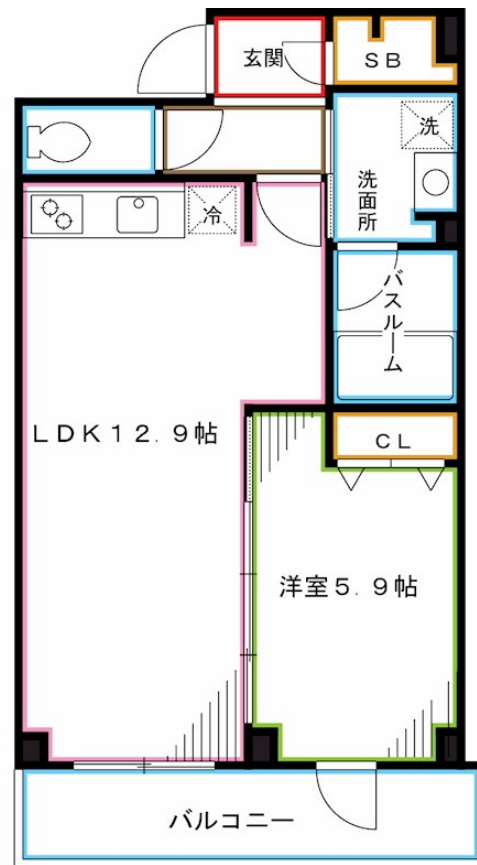 玄関
ＳＢ
洗
洗面所
冷
バスルーム
ＬＤＫ１２．９帖
ＣＬ
洋室５．９帖
バルコニー